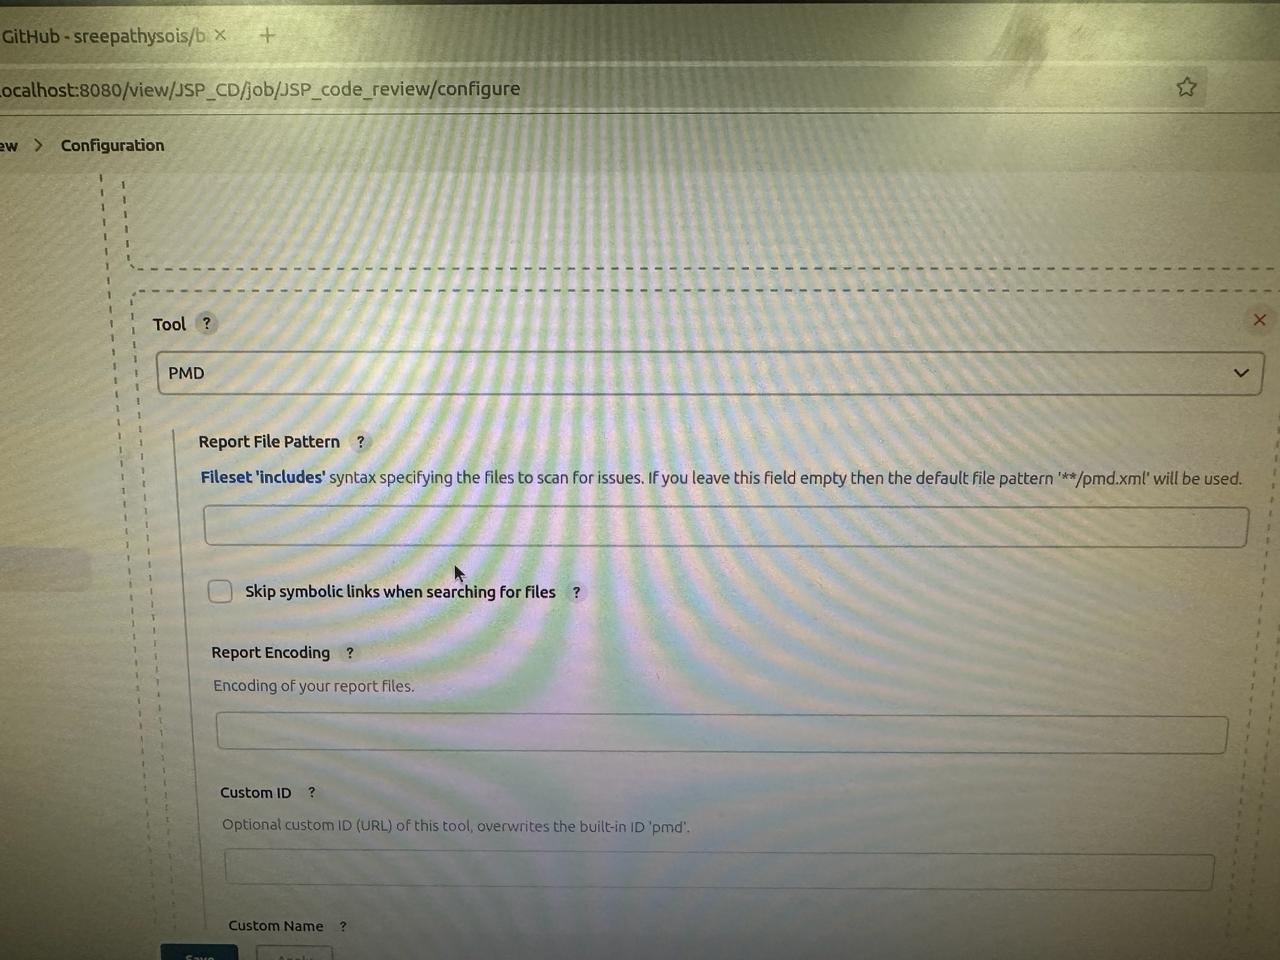 GitHub - sreepathysois/b × +
localhost:8080/view/JSP_CD/job/JSP_code_review/configure
ew > Configuration
Tool ?
PMD
Report File Pattern ?
Fileset 'includes' syntax specifying the files to scan for issues. If you leave this field empty then the default file pattern '**/pmd.xml' will be used.
Skip symbolic links when searching for files ?
Report Encoding ?
Encoding of your report files.
Custom ID ?
Optional custom ID (URL) of this tool, overwrites the built-in ID 'pmd'.
Custom Name ?
Save Apply